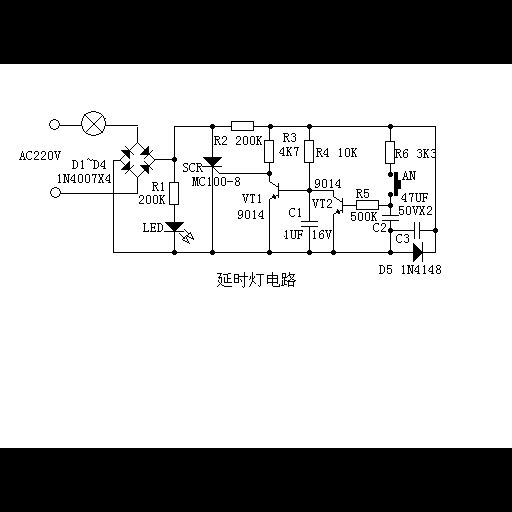 R2 200K
R3
4K7
R4 10K
R6 3K3
AC220V
D1~D4
1N4007X4
SCR
MC100-8
AN
R1
200K
VT1
9014
9014
VT2
R5
500K
47UF
50VX2
C1
1UF 16V
C2
C3
LED
D5 1N4148
延时灯电路